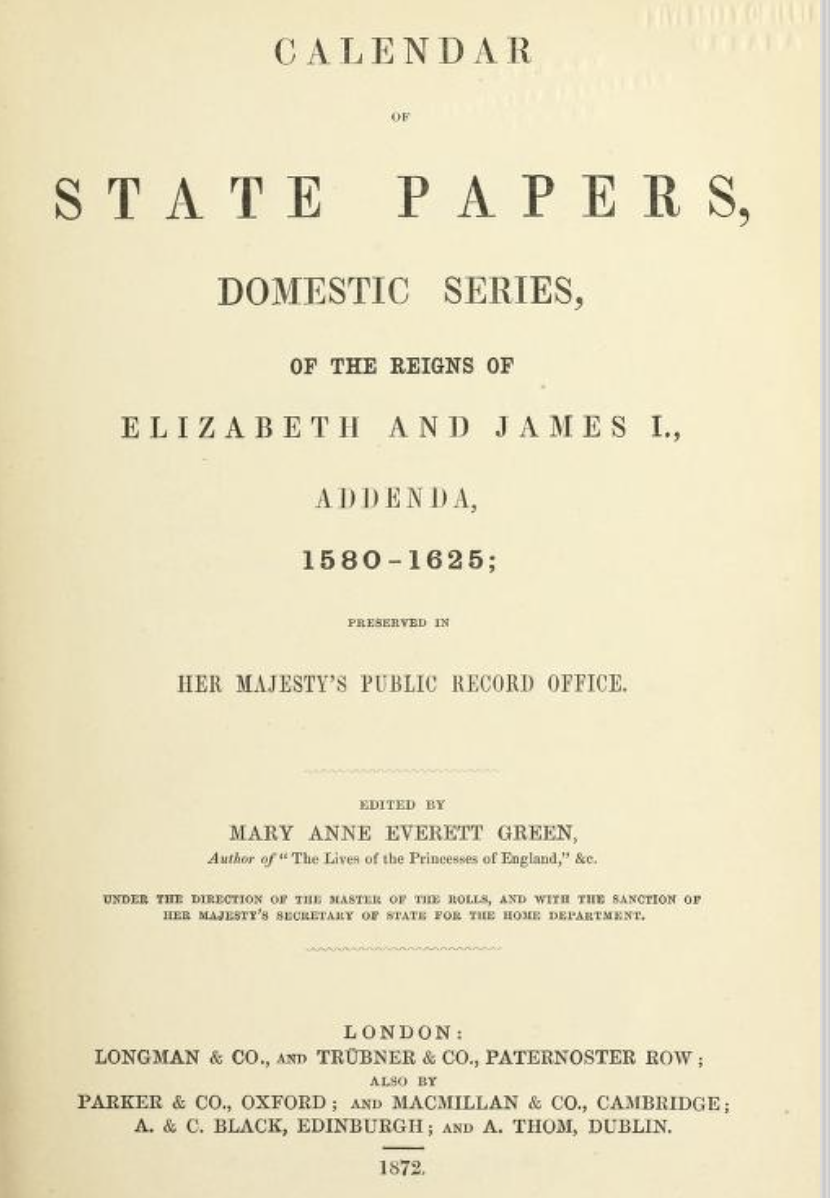 CALENDAR
OF
STATE PAPERS,
DOMESTIC SERIES,
OF THE REIGNS OF
ELIZABETH AND JAMES I.,
ADDENDA,
1580-1625;
PRESERVED IN
HER MAJESTY'S PUBLIC RECORD OFFICE.
EDITED BY
MARY ANNE EVERETT GREEN,
Author of "The Lives of the Princesses of England," &c.
UNDER THE DIRECTION OF THE MASTER OF THE ROLLS, AND WITH THE SANCTION OF
HER MAJESTY'S SECRETARY OF STATE FOR THE HOME DEPARTMENT.
LONDON:
LONGMAN & CO., AND TRÜBNER & CO., PATERNOSTER ROW;
ALSO BY
PARKER & CO., OXFORD; AND MACMILLAN & CO., CAMBRIDGE;
A. & C. BLACK, EDINBURGH; AND A. THOM, DUBLIN.
1872.